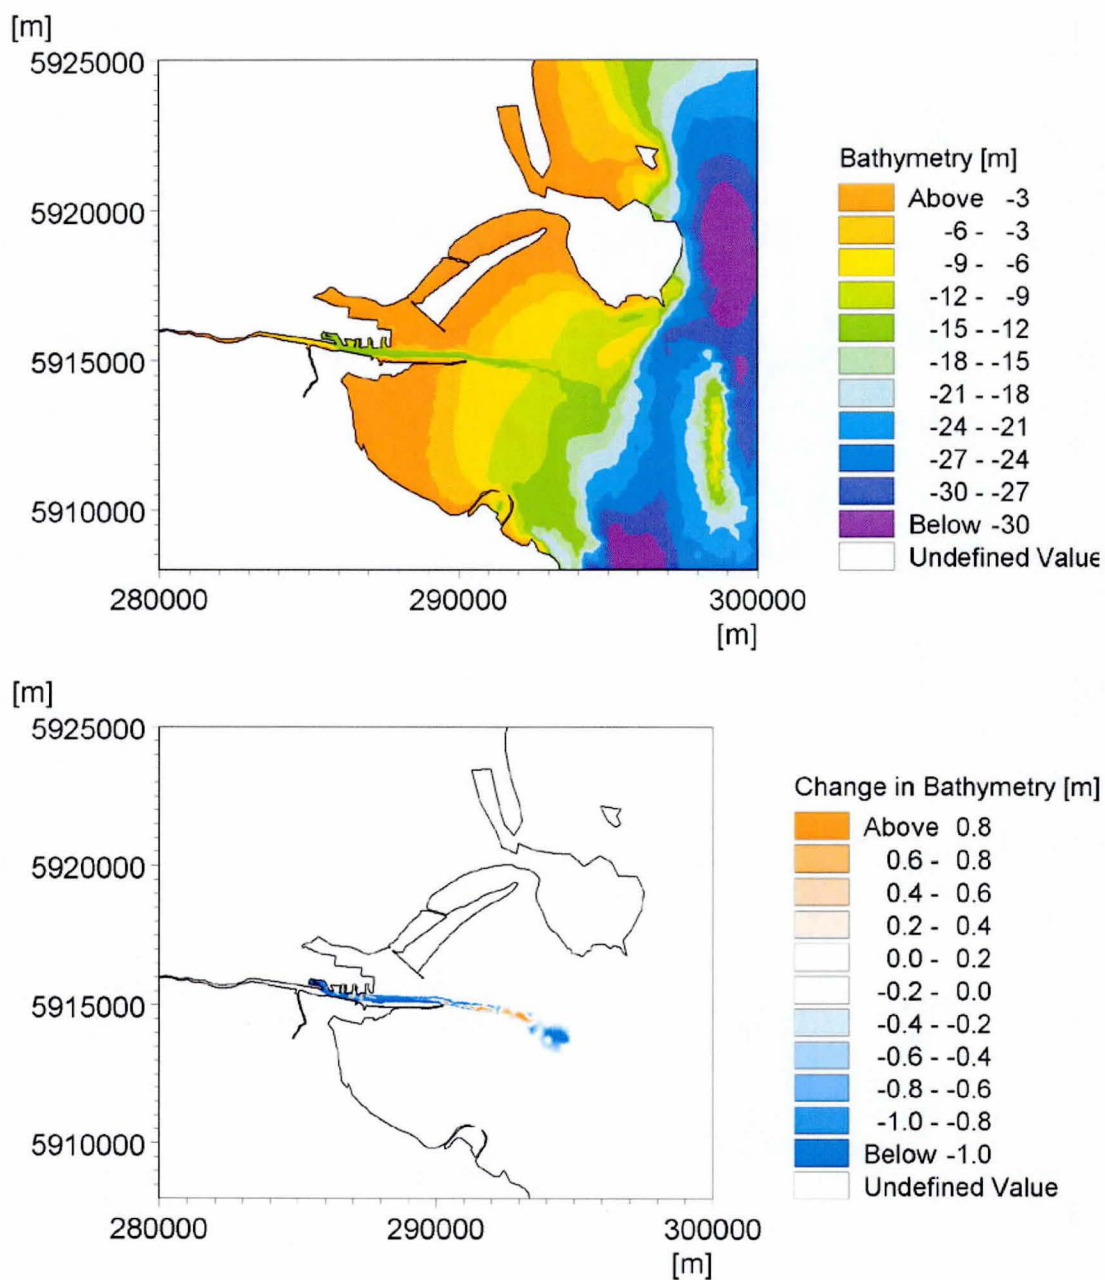 [m]
5925000
5920000
5915000
5910000
280000 290000 300000
[m]
Bathymetry [m]
Above -3
-6 - -3
-9 - -6
-12 - -9
-15 - -12
-18 - -15
-21 - -18
-24 - -21
-27 - -24
-30 - -27
Below -30
Undefined Value
[m]
5925000
5920000
5915000
5910000
280000 290000 300000
[m]
Change in Bathymetry [m]
Above 0.8
0.6 - 0.8
0.4 - 0.6
0.2 - 0.4
0.0 - 0.2
-0.2 - 0.0
-0.4 - -0.2
-0.6 - -0.4
-0.8 - -0.6
-1.0 - -0.8
Below -1.0
Undefined Value